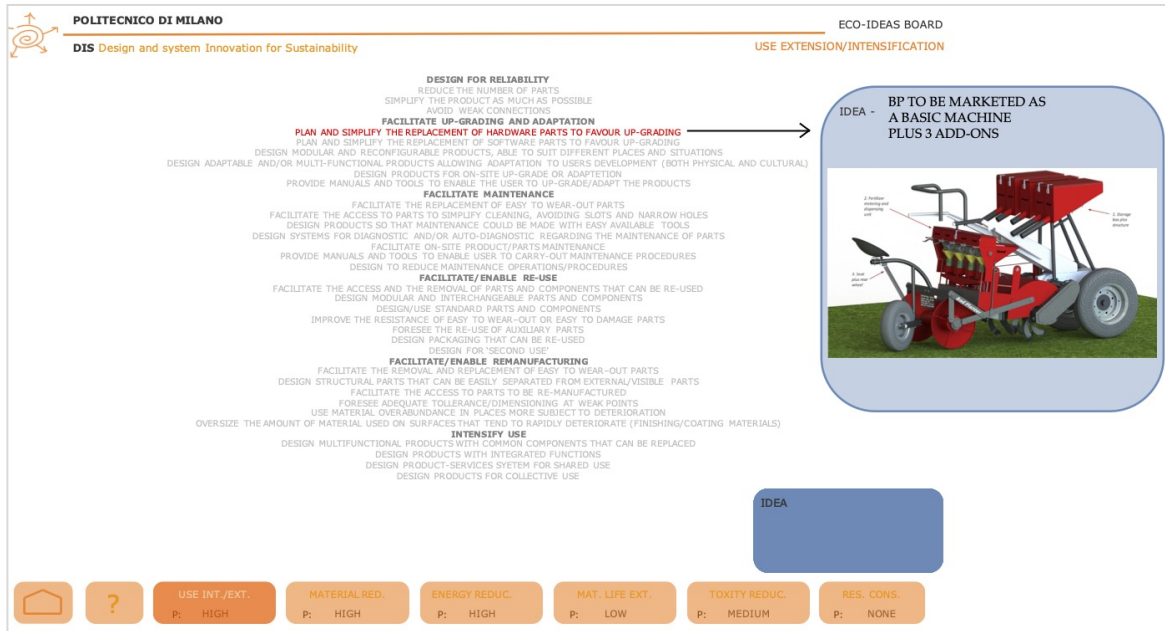 POLITECNICO DI MILANO
ECO-IDEAS BOARD
DIS Design and system Innovation for Sustainability
USE EXTENSION/INTENSIFICATION
DESIGN FOR RELIABILITY
REDUCE THE NUMBER OF PARTS
SIMPLIFY THE PRODUCT AS MUCH AS POSSIBLE
AVOID WEAK CONNECTIONS
FACILITATE UP-GRADING AND ADAPTATION
PLAN AND SIMPLIFY THE REPLACEMENT OF HARDWARE PARTS TO FAVOUR UP-GRADING
PLAN AND SIMPLIFY THE REPLACEMENT OF SOFTWARE PARTS TO FAVOUR UP-GRADING
DESIGN MODULAR AND RECONFIGURABLE PRODUCTS, ABLE TO SUIT DIFFERENT PLACES AND SITUATIONS
DESIGN ADAPTABLE AND/OR MULTI-FUNCTIONAL PRODUCTS ALLOWING ADAPTATION TO USERS DEVELOPMENT (BOTH PHYSICAL AND CULTURAL)
DESIGN PRODUCTS FOR ON-SITE UP-GRADE OR ADAPTETION
PROVIDE MANUALS AND TOOLS TO ENABLE THE USER TO UP-GRADE/ADAPT THE PRODUCTS
FACILITATE MAINTENANCE
FACILITATE THE REPLACEMENT OF EASY TO WEAR-OUT PARTS
FACILITATE THE ACCESS TO PARTS TO SIMPLIFY CLEANING, AVOIDING SLOTS AND NARROW HOLES
DESIGN PRODUCTS SO THAT MAINTENANCE COULD BE MADE WITH EASY AVAILABLE TOOLS
DESIGN SYSTEMS FOR DIAGNOSTIC AND/OR AUTO-DIAGNOSTIC REGARDING THE MAINTENANCE OF PARTS
FACILITATE ON-SITE PRODUCT/PARTS MAINTENANCE
PROVIDE MANUALS AND TOOLS TO ENABLE USER TO CARRY-OUT MAINTENANCE PROCEDURES
DESIGN TO REDUCE MAINTENANCE OPERATIONS/PROCEDURES
FACILITATE/ENABLE RE-USE
FACILITATE THE ACCESS AND THE REMOVAL OF PARTS AND COMPONENTS THAT CAN BE RE-USED
DESIGN MODULAR AND INTERCHANGEABLE PARTS AND COMPONENTS
DESIGN/USE STANDARD PARTS AND COMPONENTS
IMPROVE THE RESISTANCE OF EASY TO WEAR-OUT OR EASY TO DAMAGE PARTS
FORESEE THE RE-USE OF AUXILIARY PARTS
DESIGN PACKAGING THAT CAN BE RE-USED
DESIGN FOR 'SECOND USE'
FACILITATE/ENABLE REMANUFACTURING
FACILITATE THE REMOVAL AND REPLACEMENT OF EASY TO WEAR-OUT PARTS
DESIGN STRUCTURAL PARTS THAT CAN BE EASILY SEPARATED FROM EXTERNAL/VISIBLE PARTS
FACILITATE THE ACCESS TO PARTS TO BE RE-MANUFACTURED
FORESEE ADEQUATE TOLLERANCE/DIMENSIONING AT WEAK POINTS
USE MATERIAL OVERABUNDANCE IN PLACES MORE SUBJECT TO DETERIORATION
OVERSIZE THE AMOUNT OF MATERIAL USED ON SURFACES THAT TEND TO RAPIDLY DETERIORATE (FINISHING/COATING MATERIALS)
INTENSIFY USE
DESIGN MULTIFUNCTIONAL PRODUCTS WITH COMMON COMPONENTS THAT CAN BE REPLACED
DESIGN PRODUCTS WITH INTEGRATED FUNCTIONS
DESIGN PRODUCT-SERVICES SYETEM FOR SHARED USE
DESIGN PRODUCTS FOR COLLECTIVE USE
IDEA - BP TO BE MARKETED AS
A BASIC MACHINE
PLUS 3 ADD-ONS
2. Fertilizer
metering and
dispensing
unit
1. Storage
box plus
structure
3. Seat
plus rear
wheel
IDEA
?
USE INT./EXT.
P: HIGH
MATERIAL RED.
P: HIGH
ENERGY REDUC.
P: HIGH
MAT. LIFE EXT.
P: LOW
TOXITY REDUC.
P: MEDIUM
RES. CONS.
P: NONE